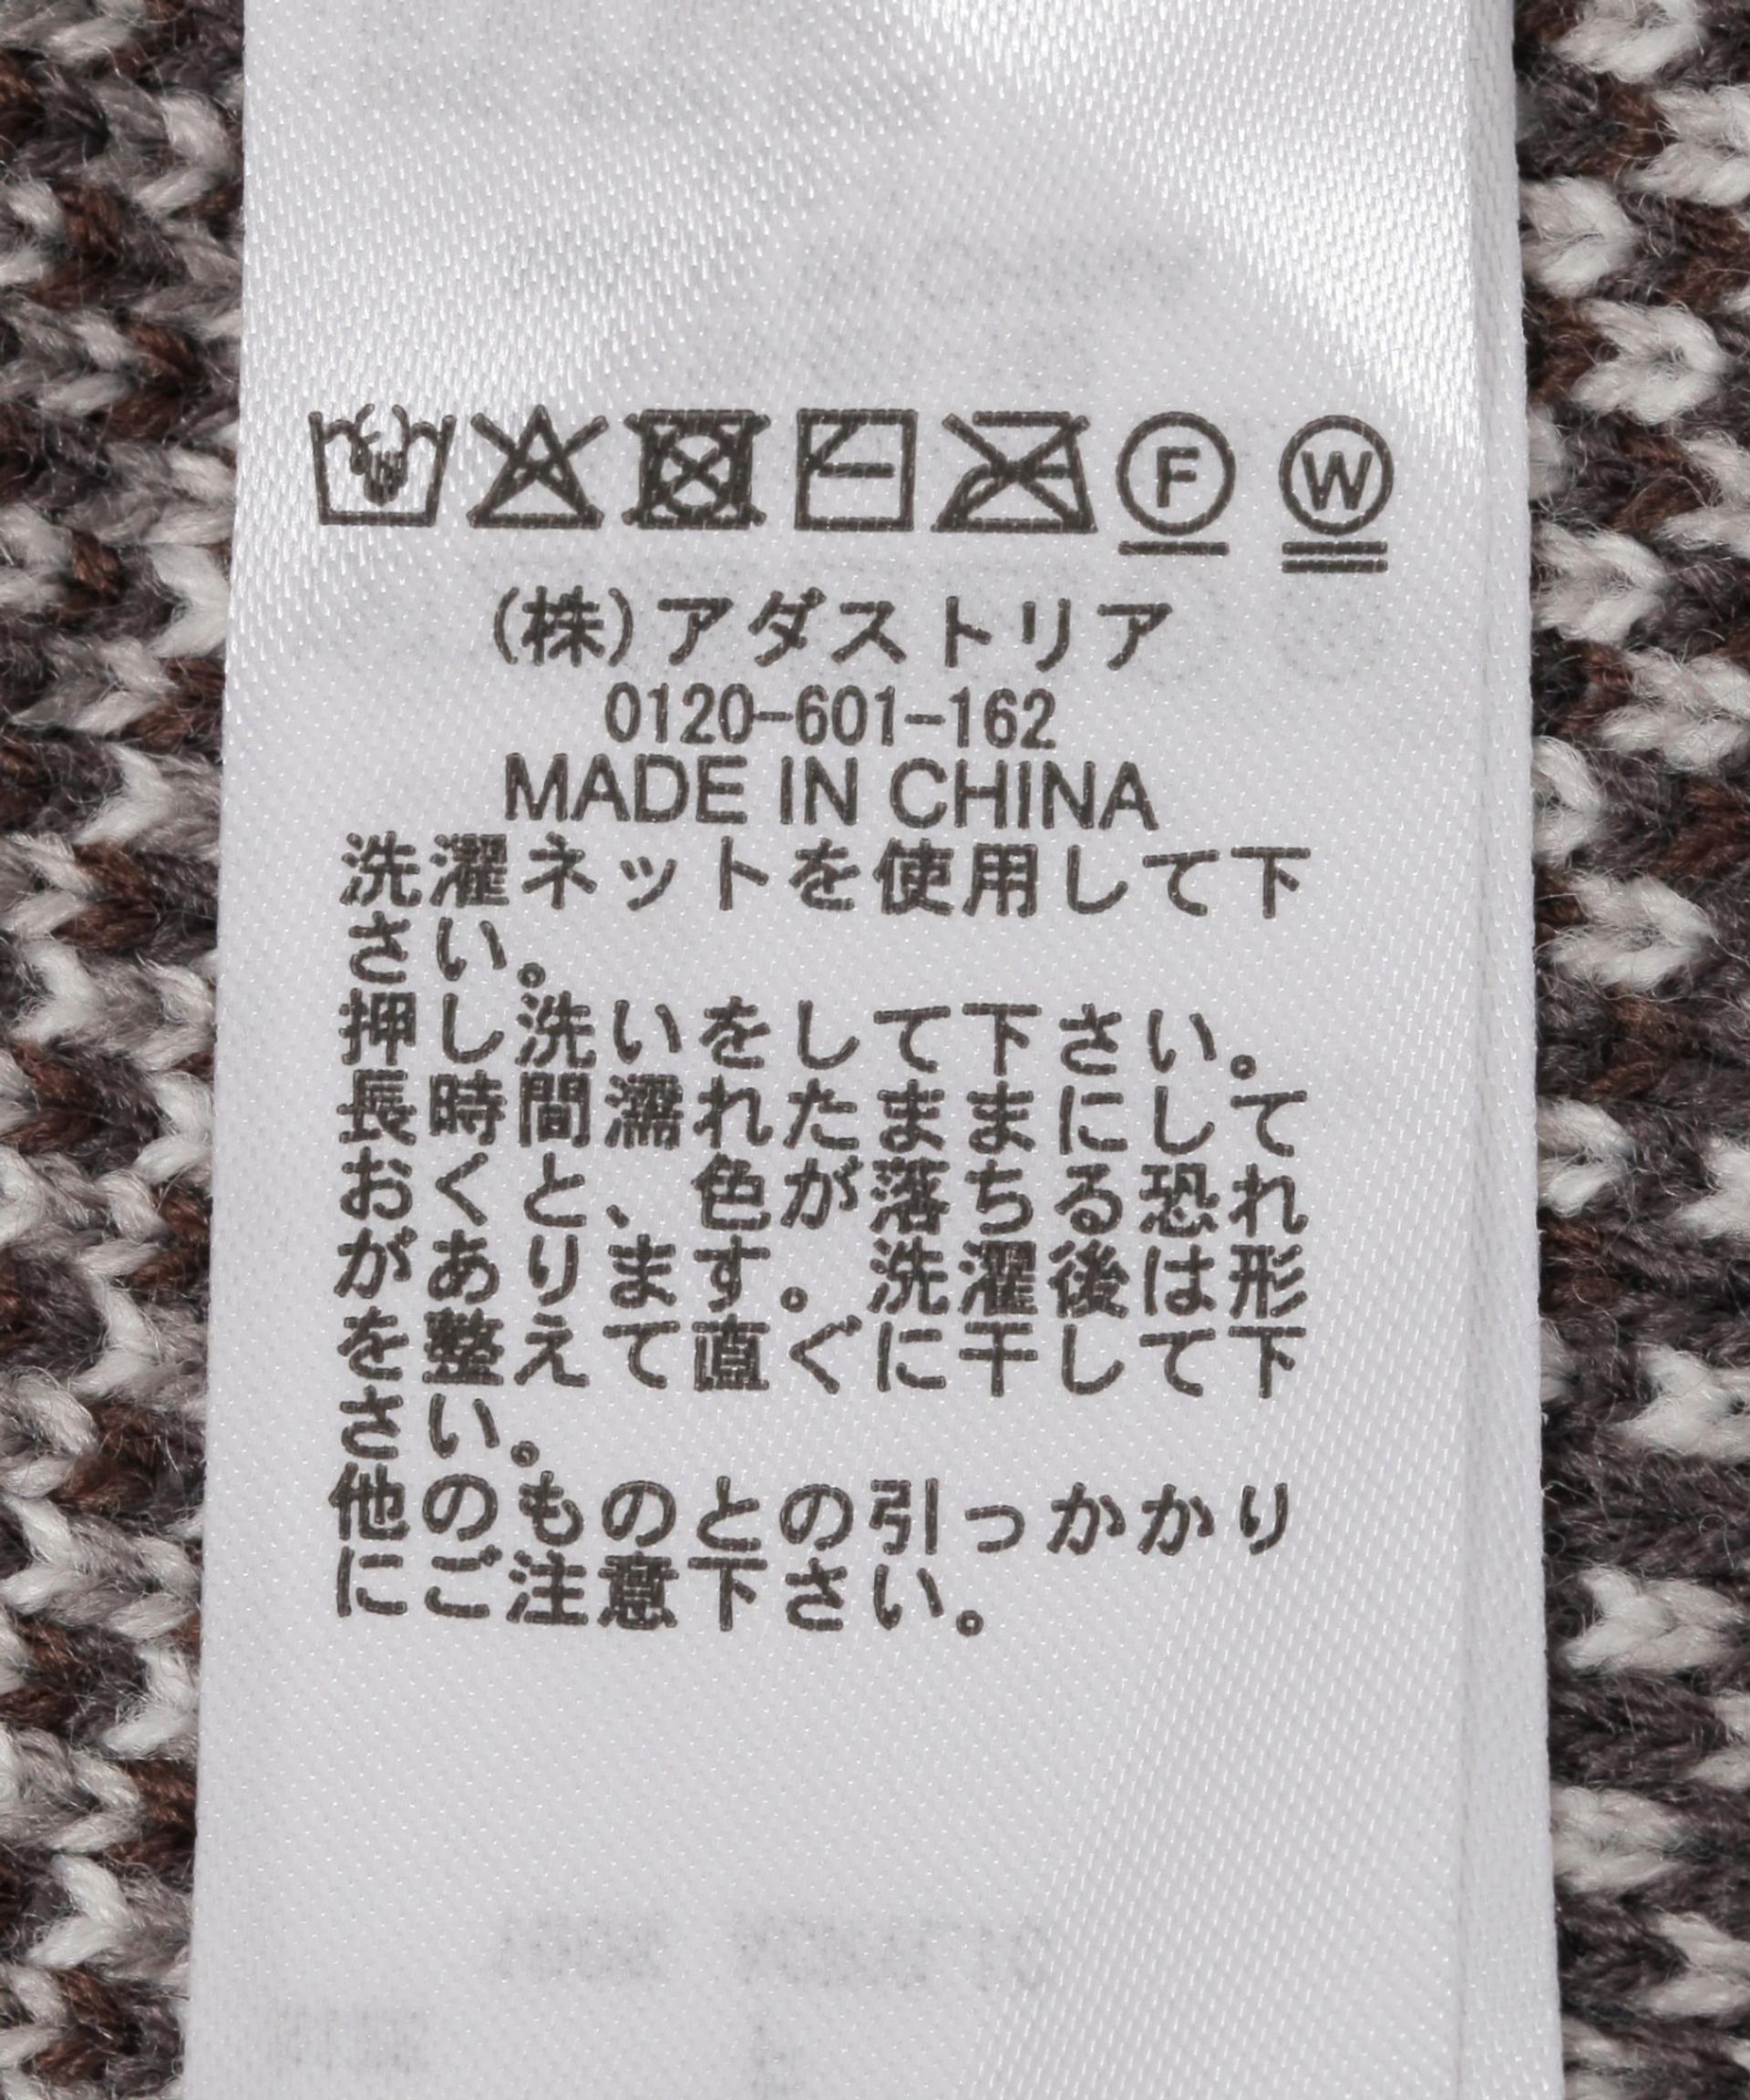 F W
(株)アダストリア
0120-601-162
MADE IN CHINA
洗濯ネットを使用して下
さい。
押し洗いをして下さい。
長時間濡れたままにして
おくと、色が落ちる恐れ
があります。洗濯後は形
を整えて直ぐに干して下
さい。
他のものとの引っかかり
にご注意下さい。